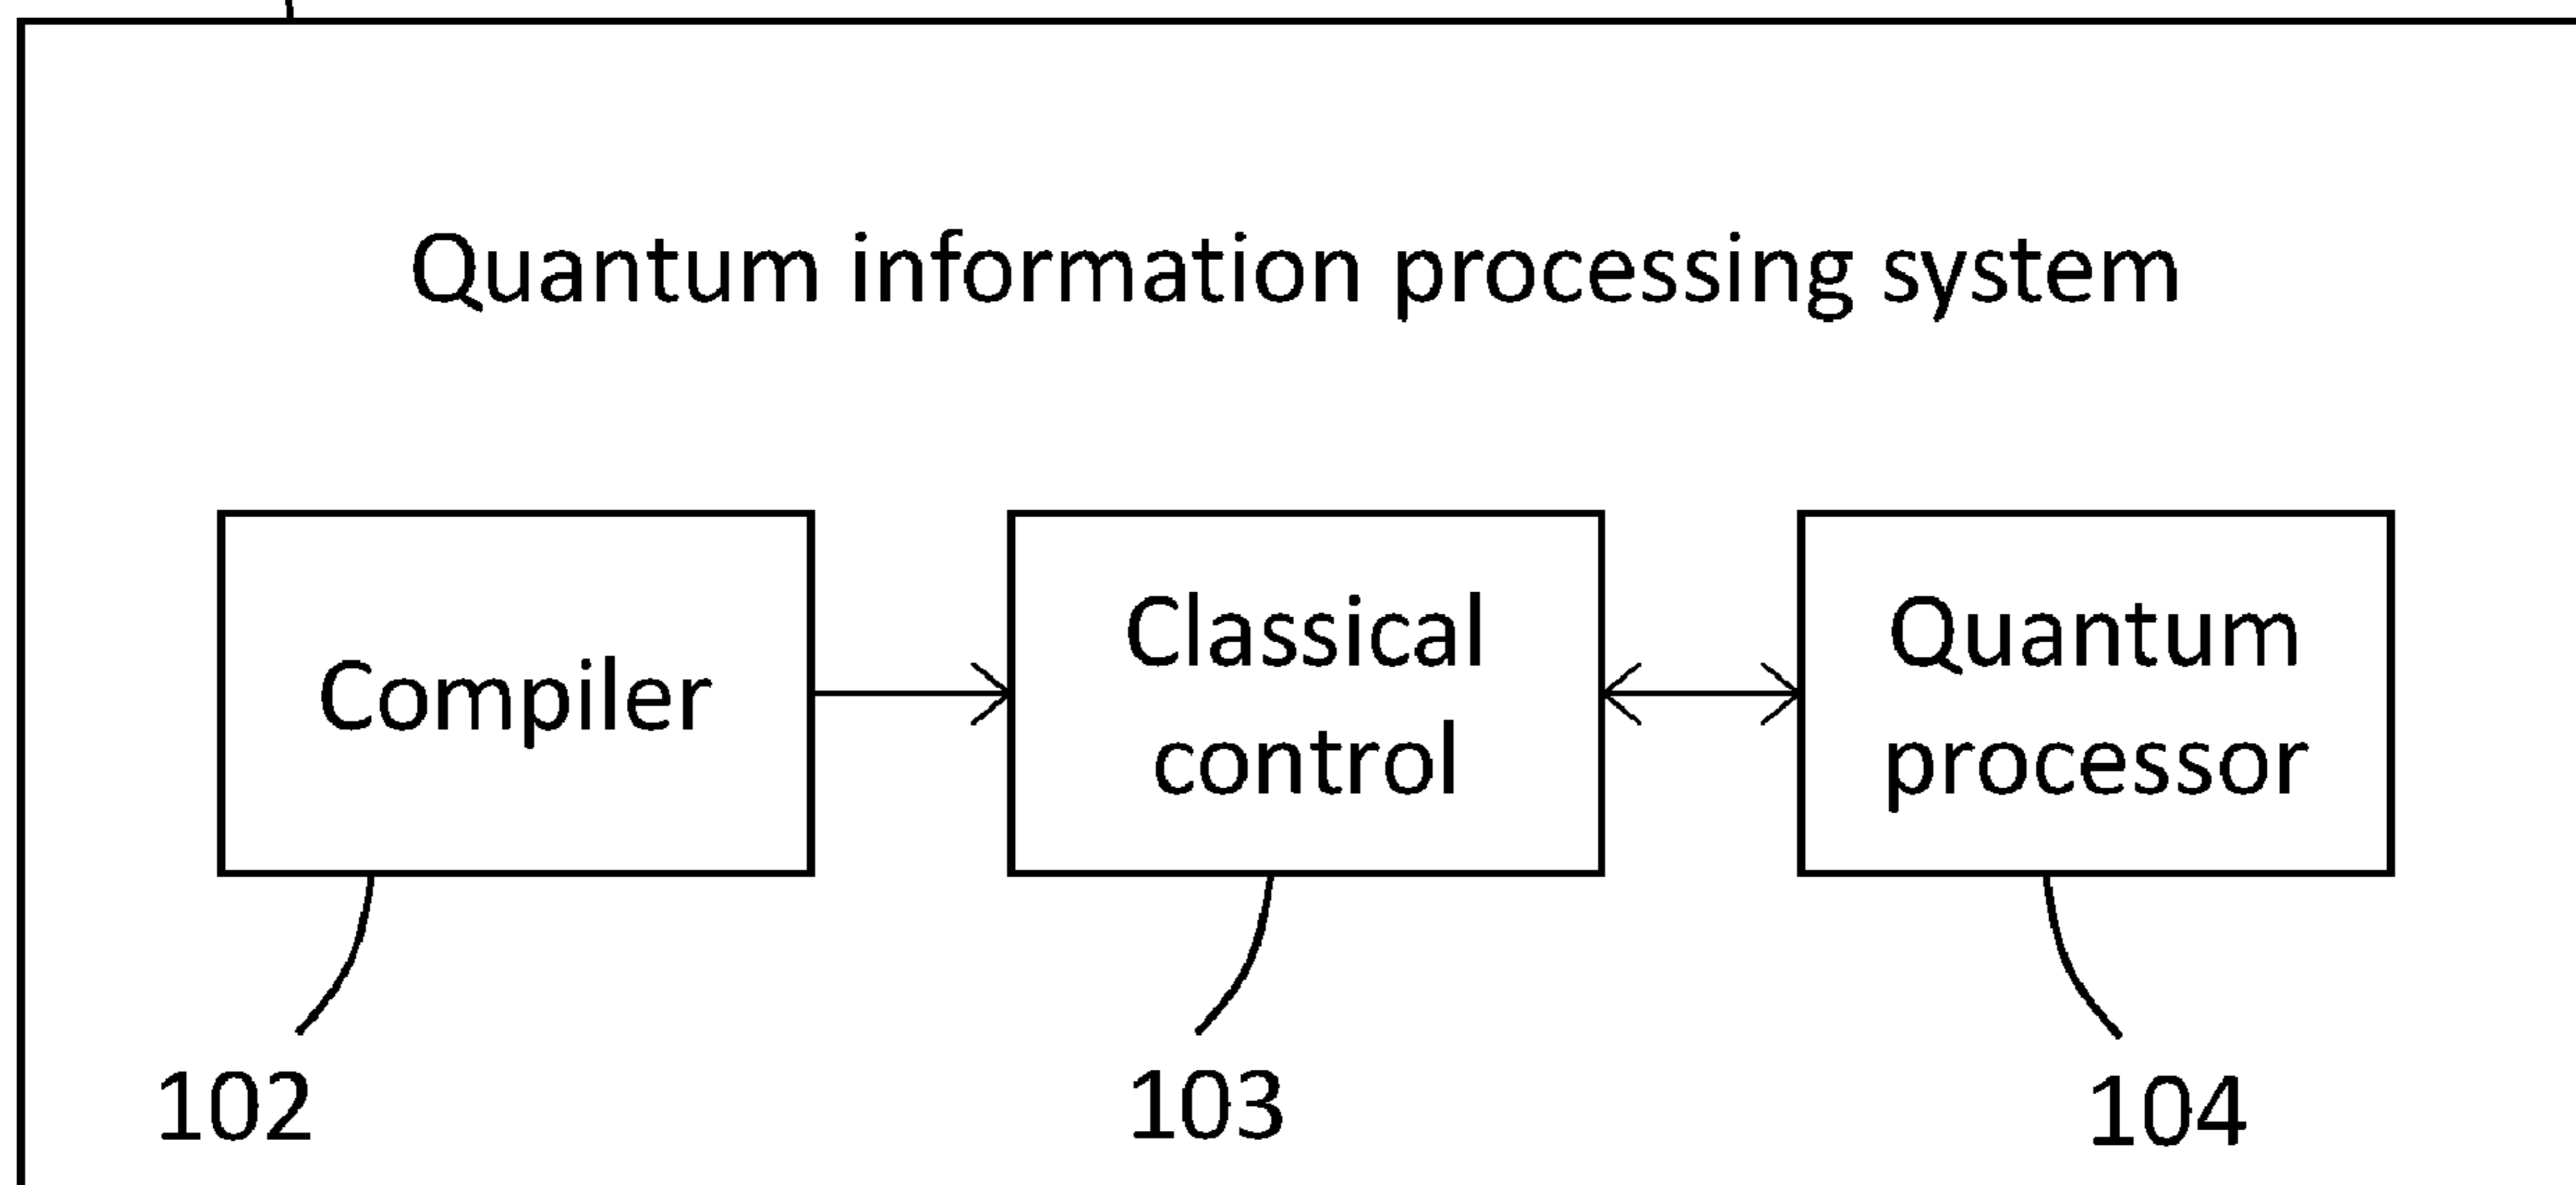 Quantum information processing system
Compiler
Classical
control
Quantum
processor
102
103
104